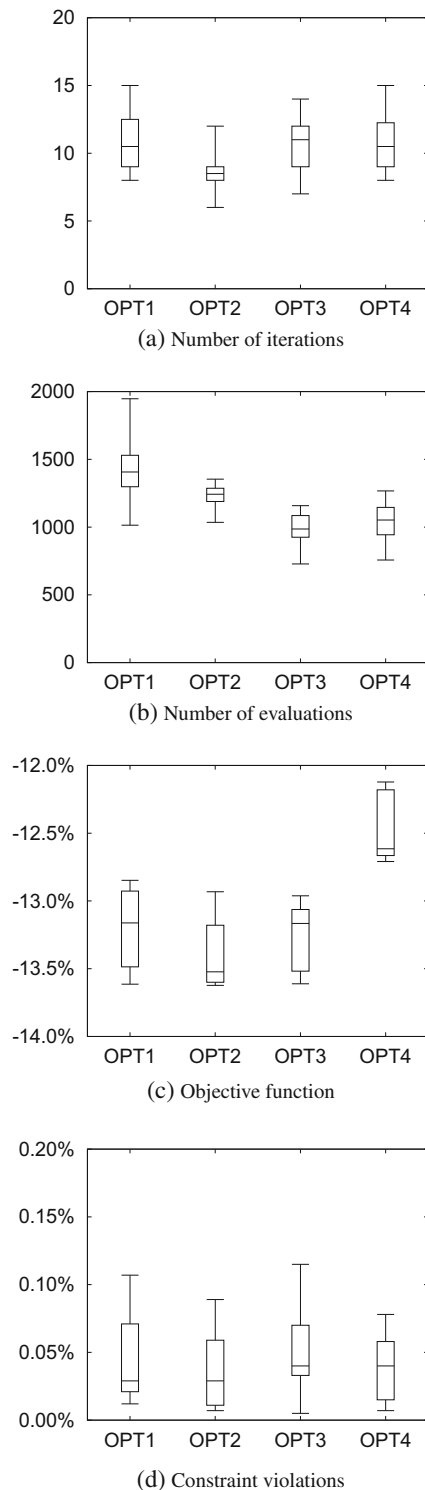 20
15
10
5
0
OPT1 OPT2 OPT3 OPT4
(a) Number of iterations
2000
1500
1000
500
0
OPT1 OPT2 OPT3 OPT4
(b) Number of evaluations
-12.0%
-12.5%
-13.0%
-13.5%
-14.0%
OPT1 OPT2 OPT3 OPT4
(c) Objective function
0.20%
0.15%
0.10%
0.05%
0.00%
OPT1 OPT2 OPT3 OPT4
(d) Constraint violations